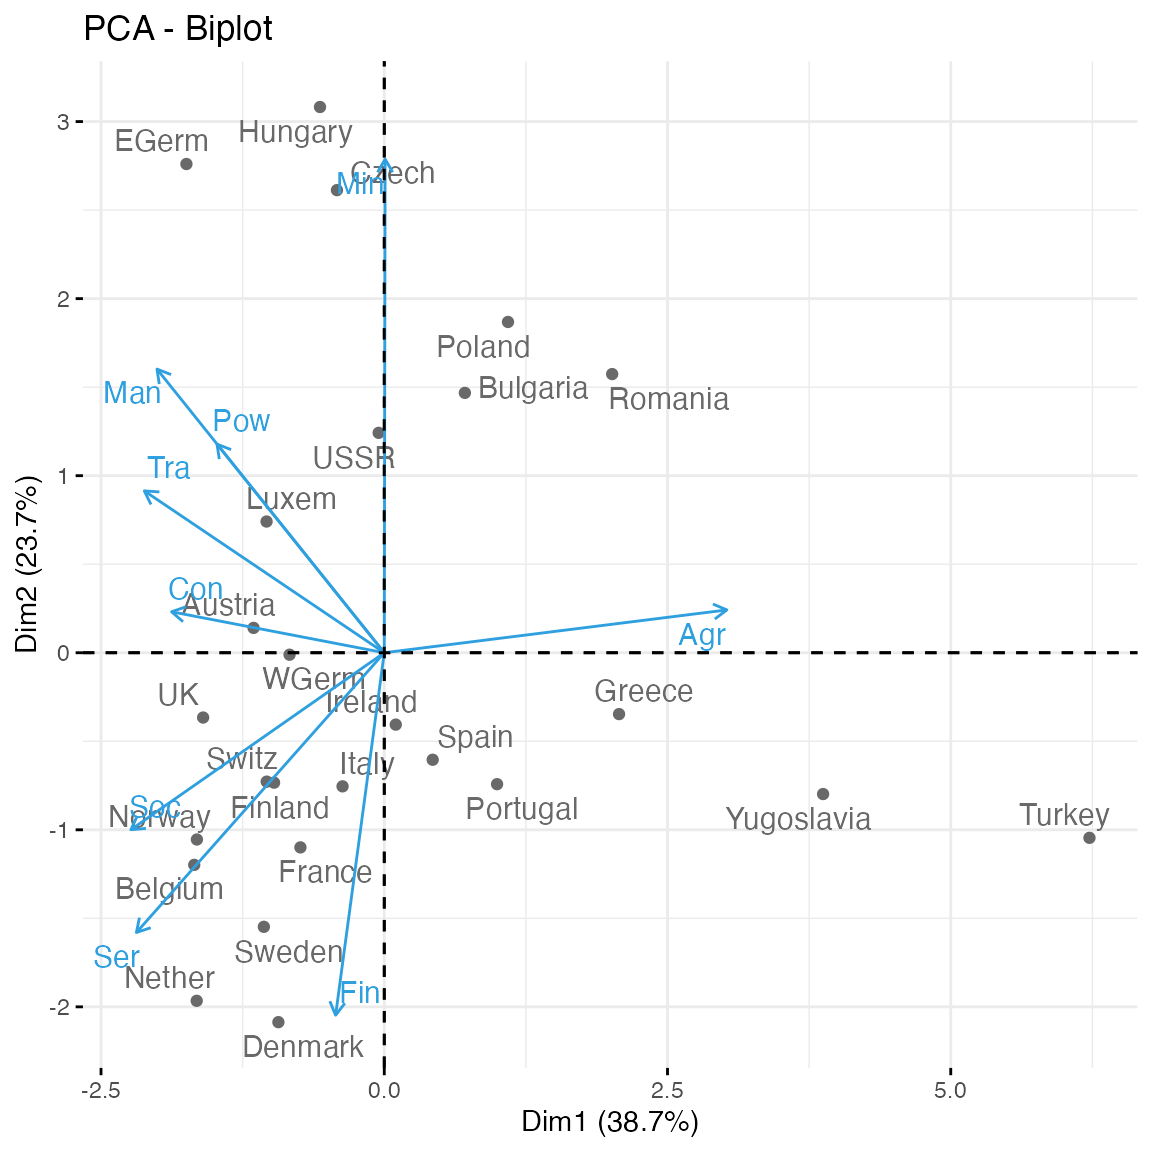 PCA - Biplot
Hungary
EGerm
Czech
Min
Poland
Bulgaria
Romania
Man
Pow
USSR
Tra
Luxem
Con
Austria
Agr
WGerm
UK
Ireland
Greece
Spain
Switz
Italy
Soc
Norway
Finland
Portugal
Yugoslavia
Turkey
France
Belgium
Sweden
Ser
Nether
Fin
Denmark
3
2
1
0
-1
-2
Dim2 (23.7%)
-2.5 0.0 2.5 5.0
Dim1 (38.7%)